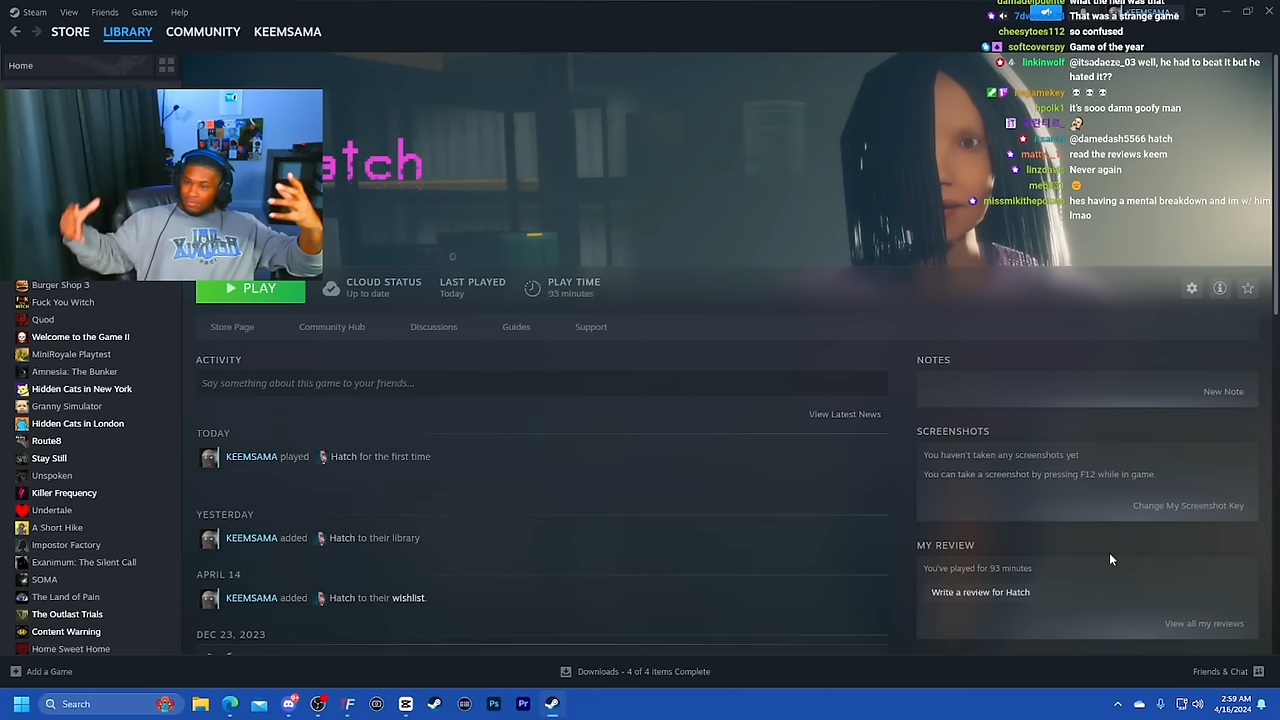 Steam View Friends Games Help
STORE LIBRARY COMMUNITY KEEMSAMA
KEEMSAMA
Home
What the hell was that
That was a strange game
cheesytoes112 so confused
softcoverspy Game of the year
linkinwolf @itsadaeze_03 well, he had to beat it but he
hated it??
it's sooo damn goofy man
@damedash5566 hatch
read the reviews keem
Never again
hes having a mental breakdown and im w/ him
lmao
atch
PLAY
CLOUD STATUS
Up to date
LAST PLAYED
Today
PLAY TIME
93 minutes
Store Page Community Hub Discussions Guides Support
Burger Shop 3
Fuck You Witch
Quod
Welcome to the Game II
MiniRoyale Playtest
Amnesia: The Bunker
Hidden Cats in New York
Granny Simulator
Hidden Cats in London
Route8
Stay Still
Unspoken
Killer Frequency
Undertale
A Short Hike
Impostor Factory
Exanimum: The Silent Call
SOMA
The Land of Pain
The Outlast Trials
Content Warning
Home Sweet Home
ACTIVITY
Say something about this game to your friends...
View Latest News
TODAY
KEEMSAMA played Hatch for the first time
YESTERDAY
KEEMSAMA added Hatch to their library
APRIL 14
KEEMSAMA added Hatch to their wishlist.
DEC 23, 2023
NOTES
New Note
SCREENSHOTS
You haven't taken any screenshots yet
You can take a screenshot by pressing F12 while in game.
Change My Screenshot Key
MY REVIEW
You've played for 93 minutes
Write a review for Hatch
View all my reviews
Add a Game
Downloads - 4 of 4 Items Complete
Friends & Chat
Search
2:59 AM
4/16/2024